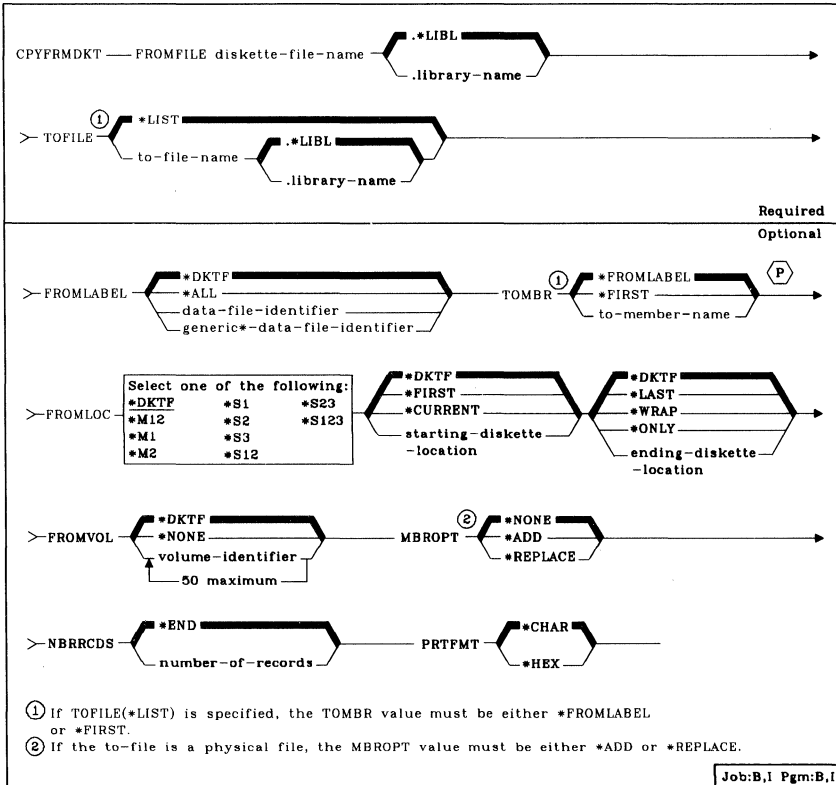 .*LIBL
CPYFRMDKT FROMFILE diskette-file-name
.library-name
① *LIST
TOFILE
.*LIBL
to-file-name
.library-name
Required
Optional
*DKTF ① *FROMLABEL P
FROMLABEL *ALL TOMBR *FIRST
data-file-identifier to-member-name
generic*-data-file-identifier
Select one of the following: *DKTF *DKTF
*DKTF *S1 *S23 *FIRST *LAST
FROMLOC *M12 *S2 *S123 *CURRENT *WRAP
*M1 *S3 starting-diskette *ONLY
*M2 *S12 -location ending-diskette
-location
*DKTF ② *NONE
FROMVOL *NONE MBROPT *ADD
volume-identifier *REPLACE
50 maximum
*END *CHAR
NBRRCDS PRTFMT
number-of-records *HEX
① If TOFILE(*LIST) is specified, the TOMBR value must be either *FROMLABEL
or *FIRST.
② If the to-file is a physical file, the MBROPT value must be either *ADD or *REPLACE.
Job:B,I Pgm:B,I